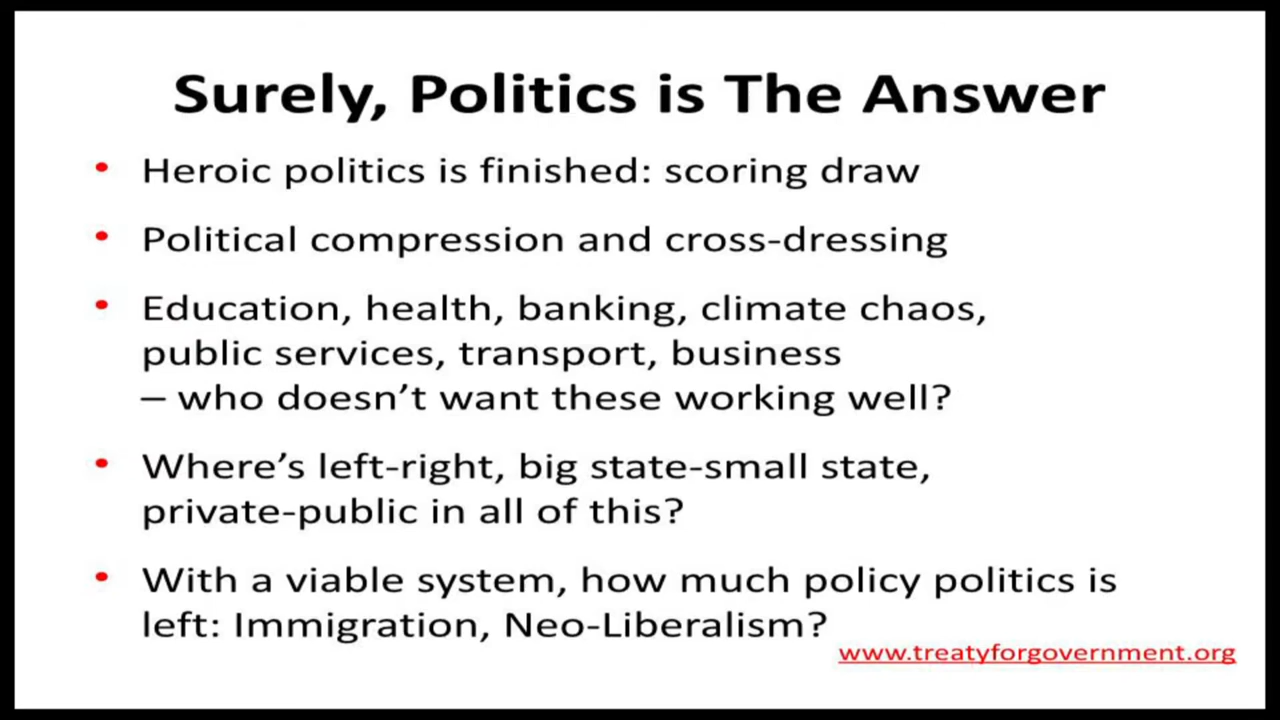 Surely, Politics is The Answer
• Heroic politics is finished: scoring draw
• Political compression and cross-dressing
• Education, health, banking, climate chaos,
public services, transport, business
– who doesn’t want these working well?
• Where’s left-right, big state-small state,
private-public in all of this?
• With a viable system, how much policy politics is
left: Immigration, Neo-Liberalism?
www.treatyforgovernment.org